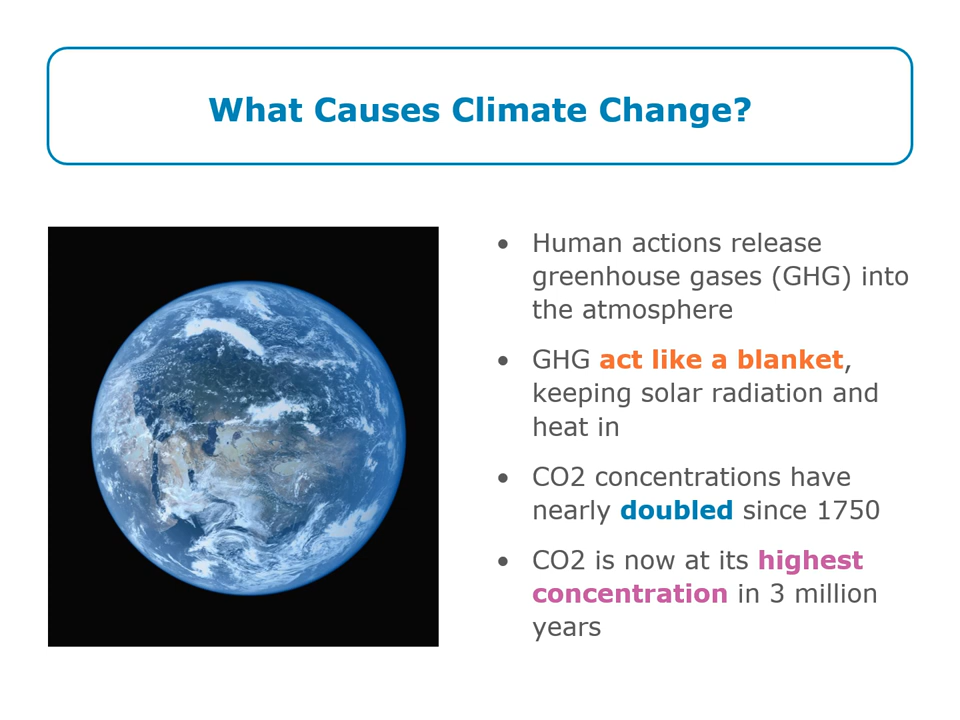 What Causes Climate Change?
• Human actions release
greenhouse gases (GHG) into
the atmosphere
• GHG act like a blanket,
keeping solar radiation and
heat in
• CO2 concentrations have
nearly doubled since 1750
• CO2 is now at its highest
concentration in 3 million
years